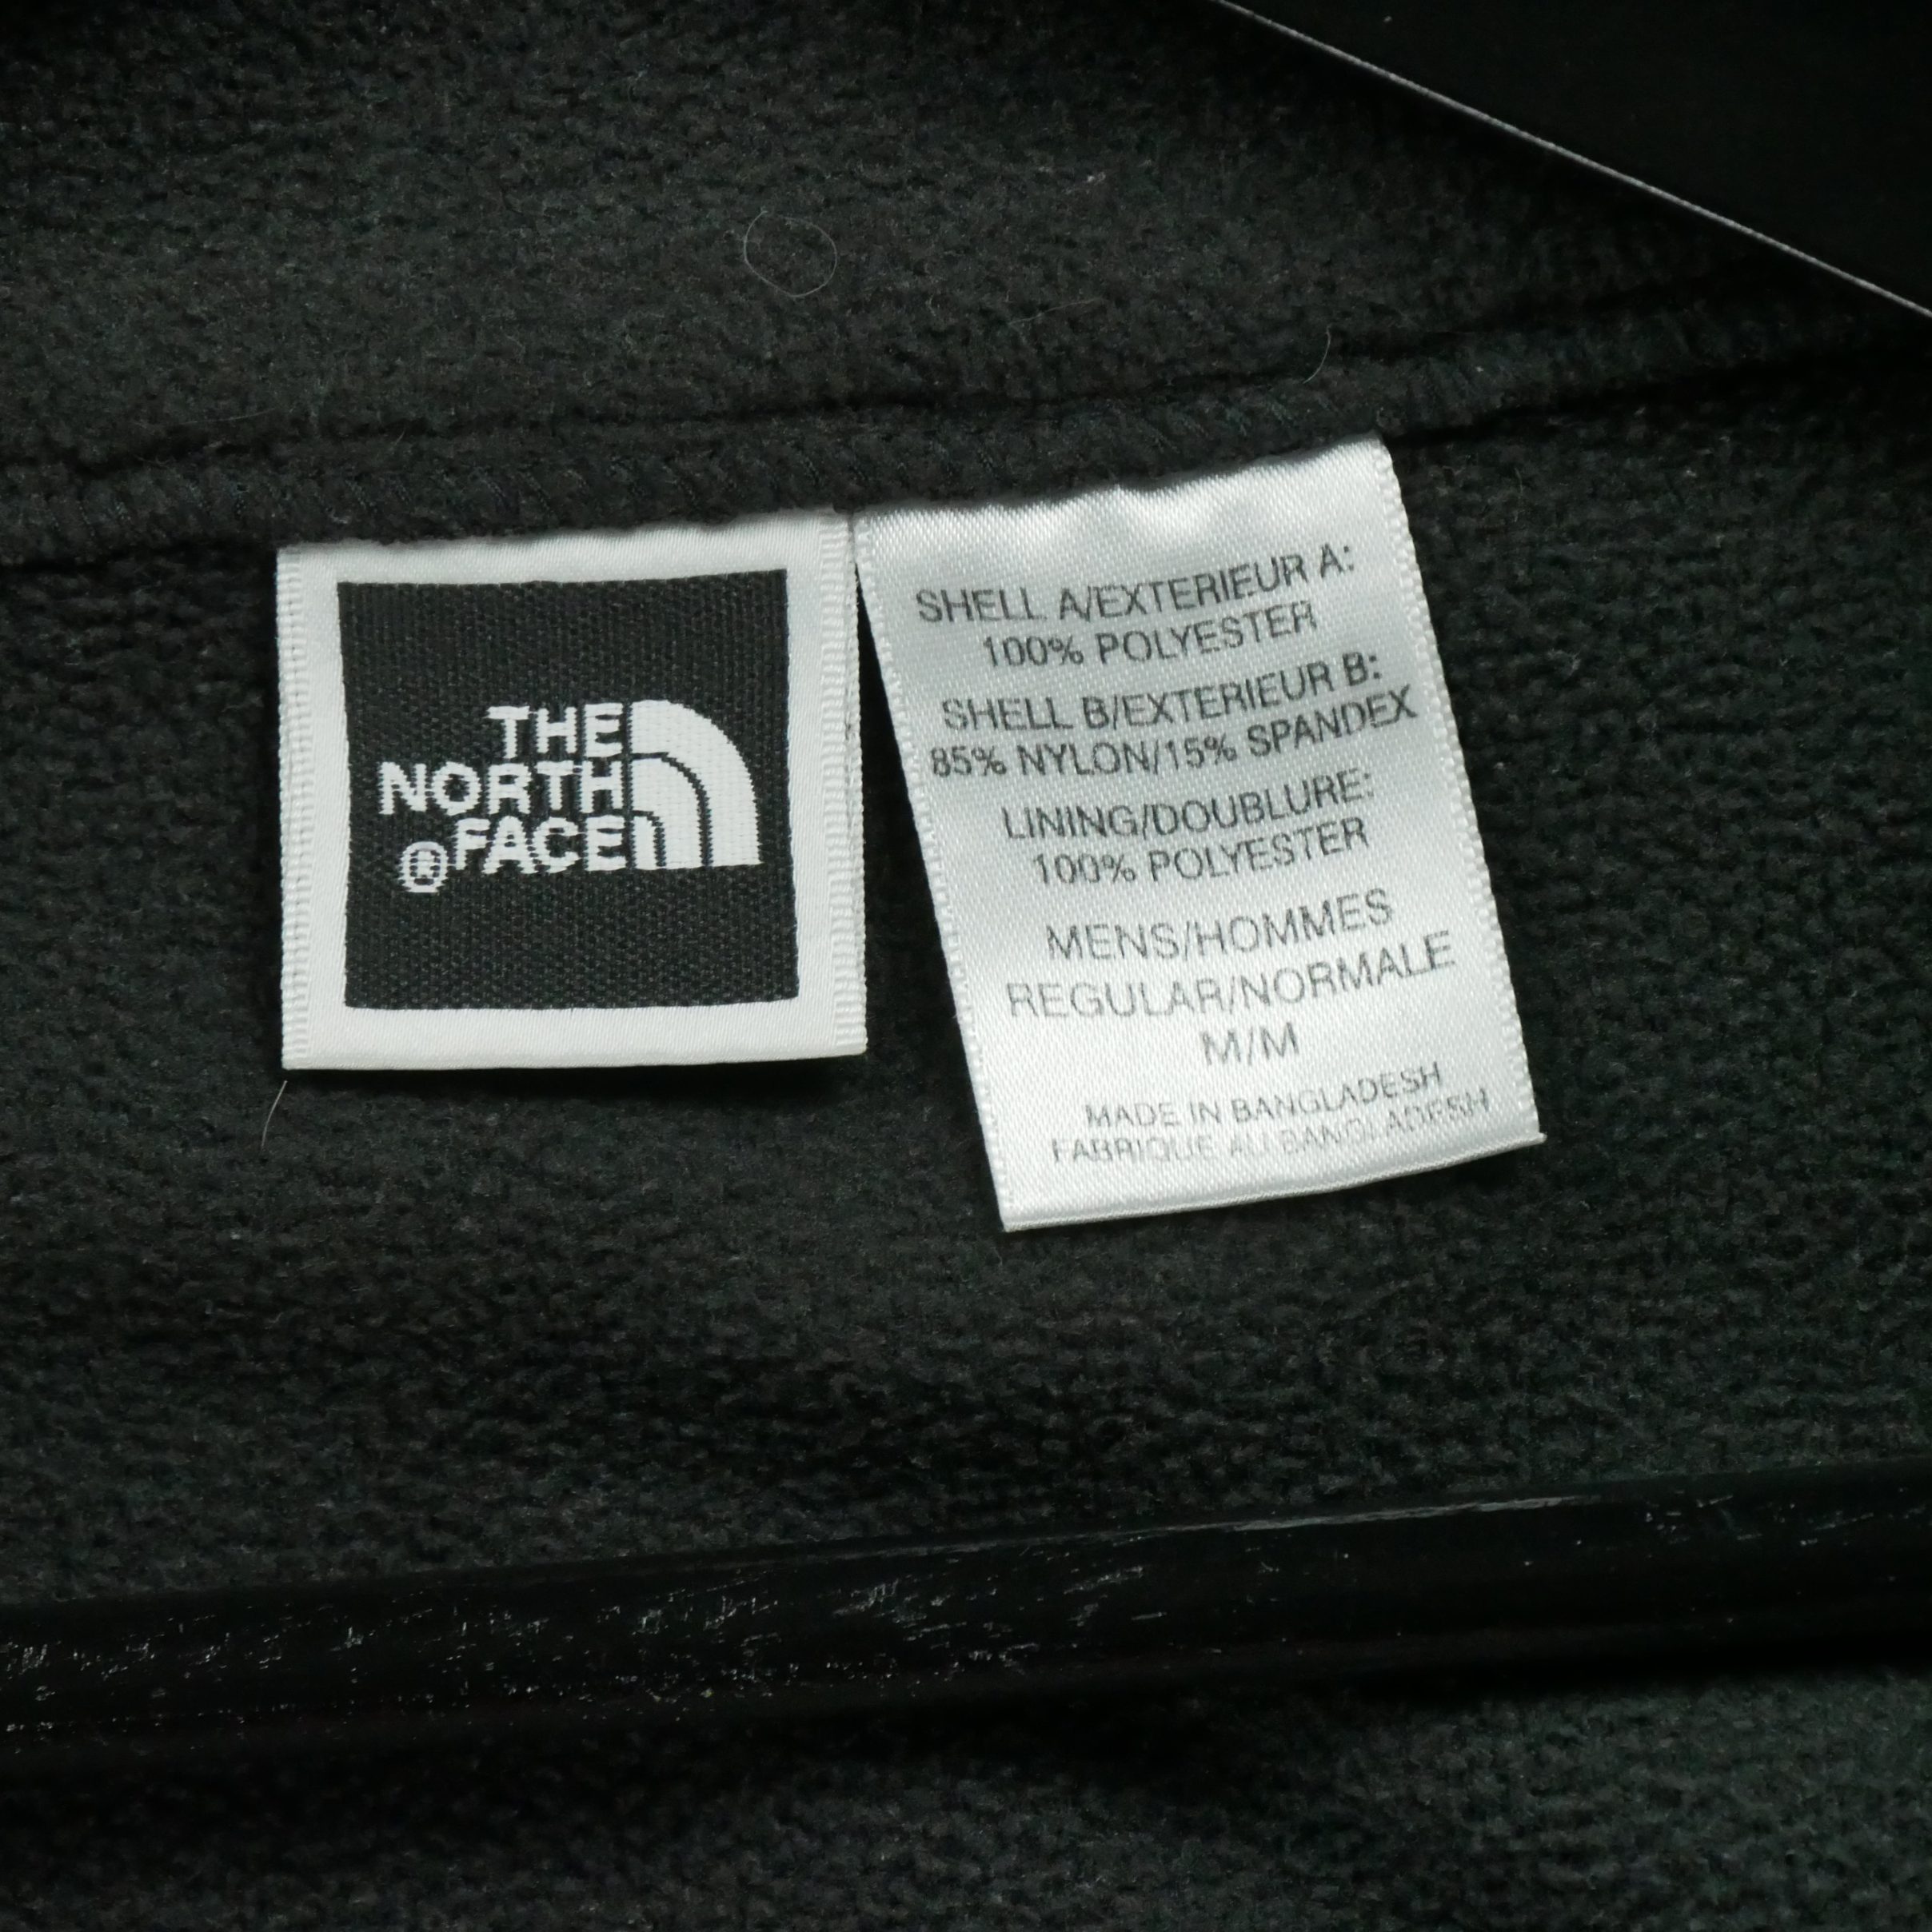 THE
NORTH
®FACE
SHELL A/EXTERIEUR A:
100% POLYESTER
SHELL B/EXTERIEUR B:
85% NYLON/15% SPANDEX
LINING/DOUBLURE:
100% POLYESTER
MENS/HOMMES
REGULAR/NORMALE
M/M
MADE IN BANGLADESH
FABRIQUE AU BANGLADESH